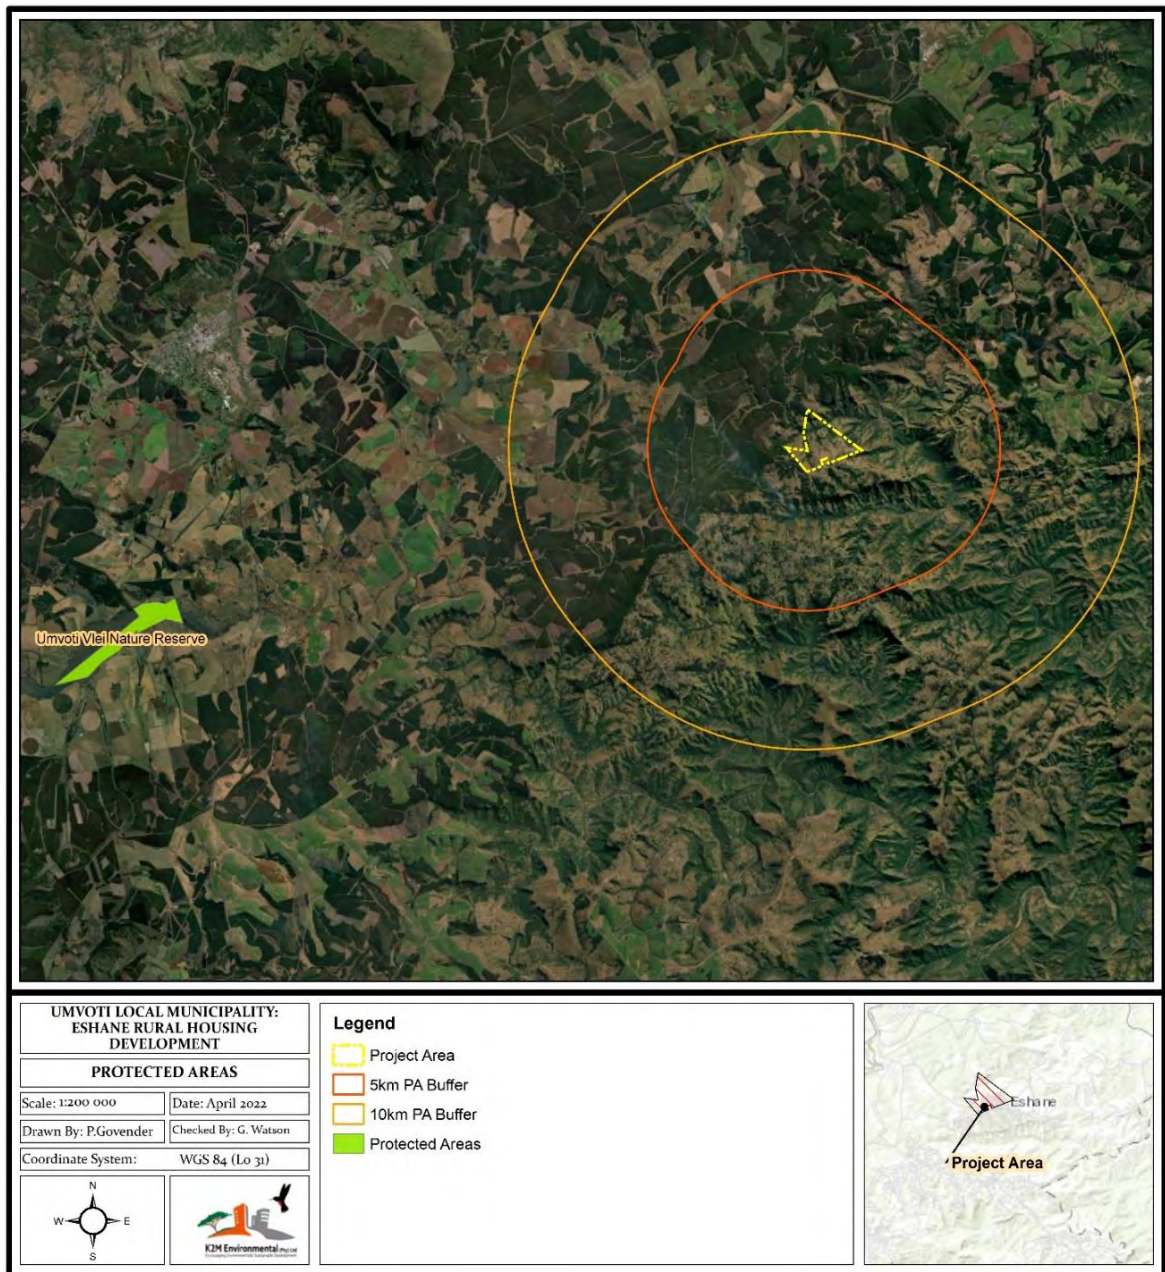 Umvoti Vlei Nature Reserve
UMVOTI LOCAL MUNICIPALITY:
ESHANE RURAL HOUSING
DEVELOPMENT
PROTECTED AREAS
Scale: 1:200 000
Date: April 2022
Drawn By: P.Govender
Checked By: G. Watson
Coordinate System: WGS 84 (Lo 31)
N
W E
S
K2M Environmental (Pty) Ltd
Legend
Project Area
5km PA Buffer
10km PA Buffer
Protected Areas
Eshane
Project Area